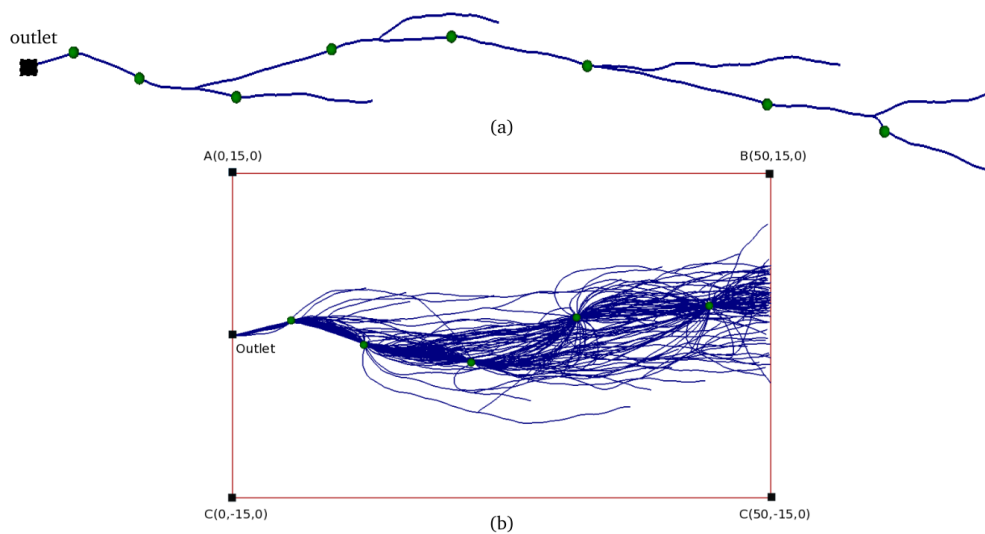 outlet
(a)
A(0,15,0)
B(50,15,0)
Outlet
C(0,-15,0)
C(50,-15,0)
(b)